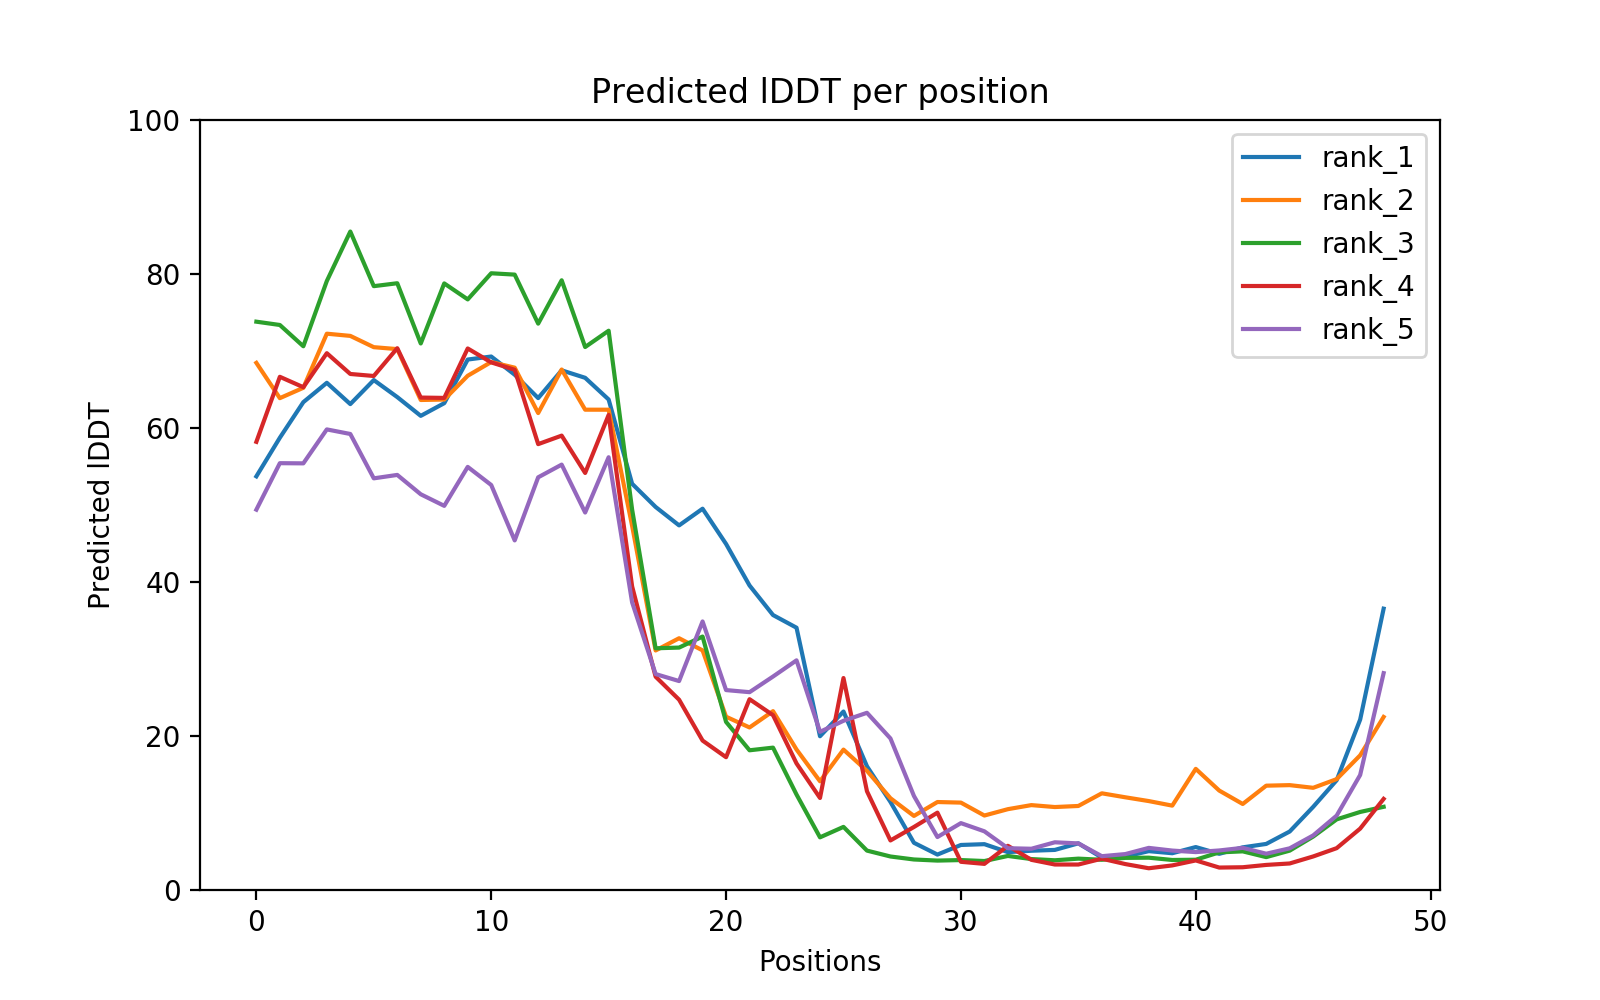 Predicted lDDT per position
100
80
60
40
20
0
Predicted lDDT
rank_1
rank_2
rank_3
rank_4
rank_5
0 10 20 30 40 50
Positions